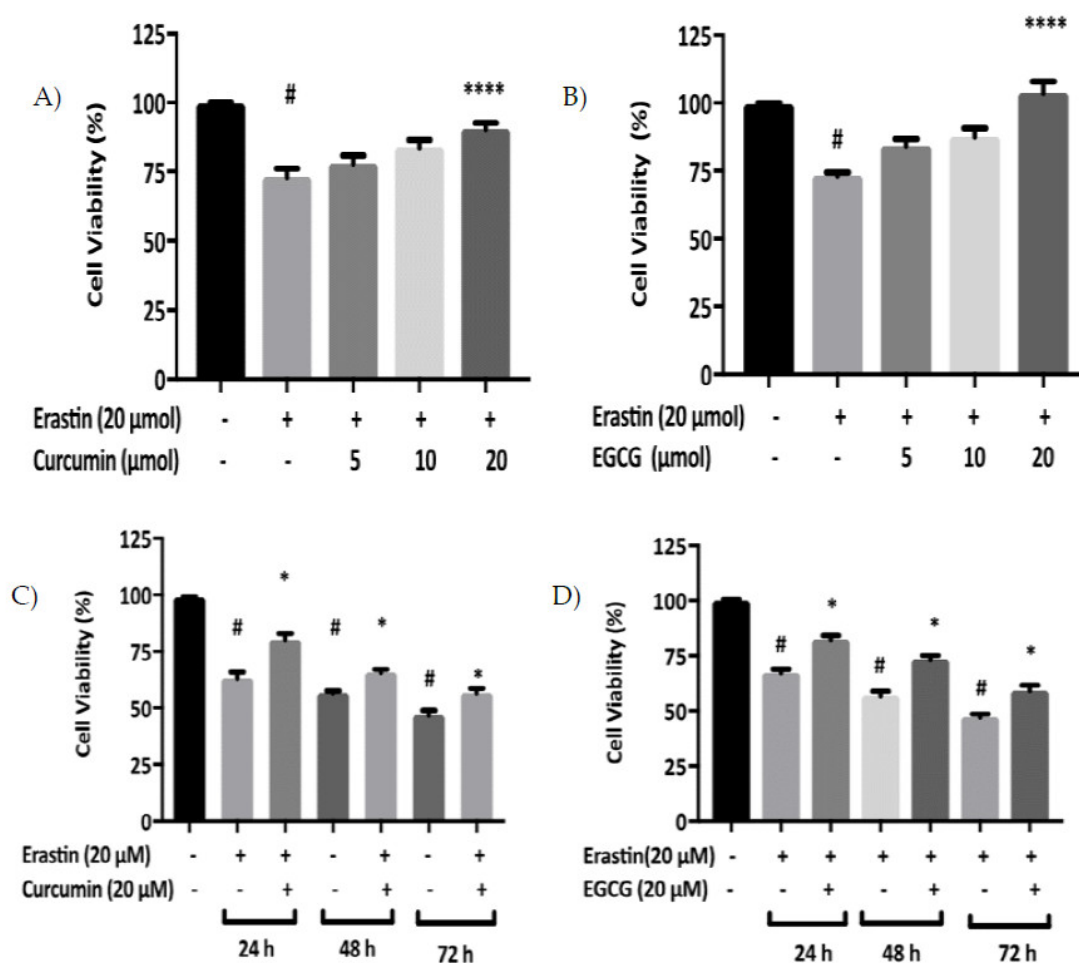 A)
Cell Viability (%)
125
100
75
50
25
0
#
****
Erastin (20 µmol) - + + + +
Curcumin (µmol) - - 5 10 20
B)
Cell Viability (%)
125
100
75
50
25
0
#
****
Erastin (20 µmol) - + + + +
EGCG (µmol) - - 5 10 20
C)
Cell Viability (%)
125
100
75
50
25
0
# * # * # *
Erastin (20 µM) - + + - + - +
Curcumin (20 µM) - - + - + - +
24 h 48 h 72 h
D)
Cell Viability (%)
125
100
75
50
25
0
# * # * # *
Erastin(20 µM) - + + + + + +
EGCG (20 µM) - - + - + - +
24 h 48 h 72 h